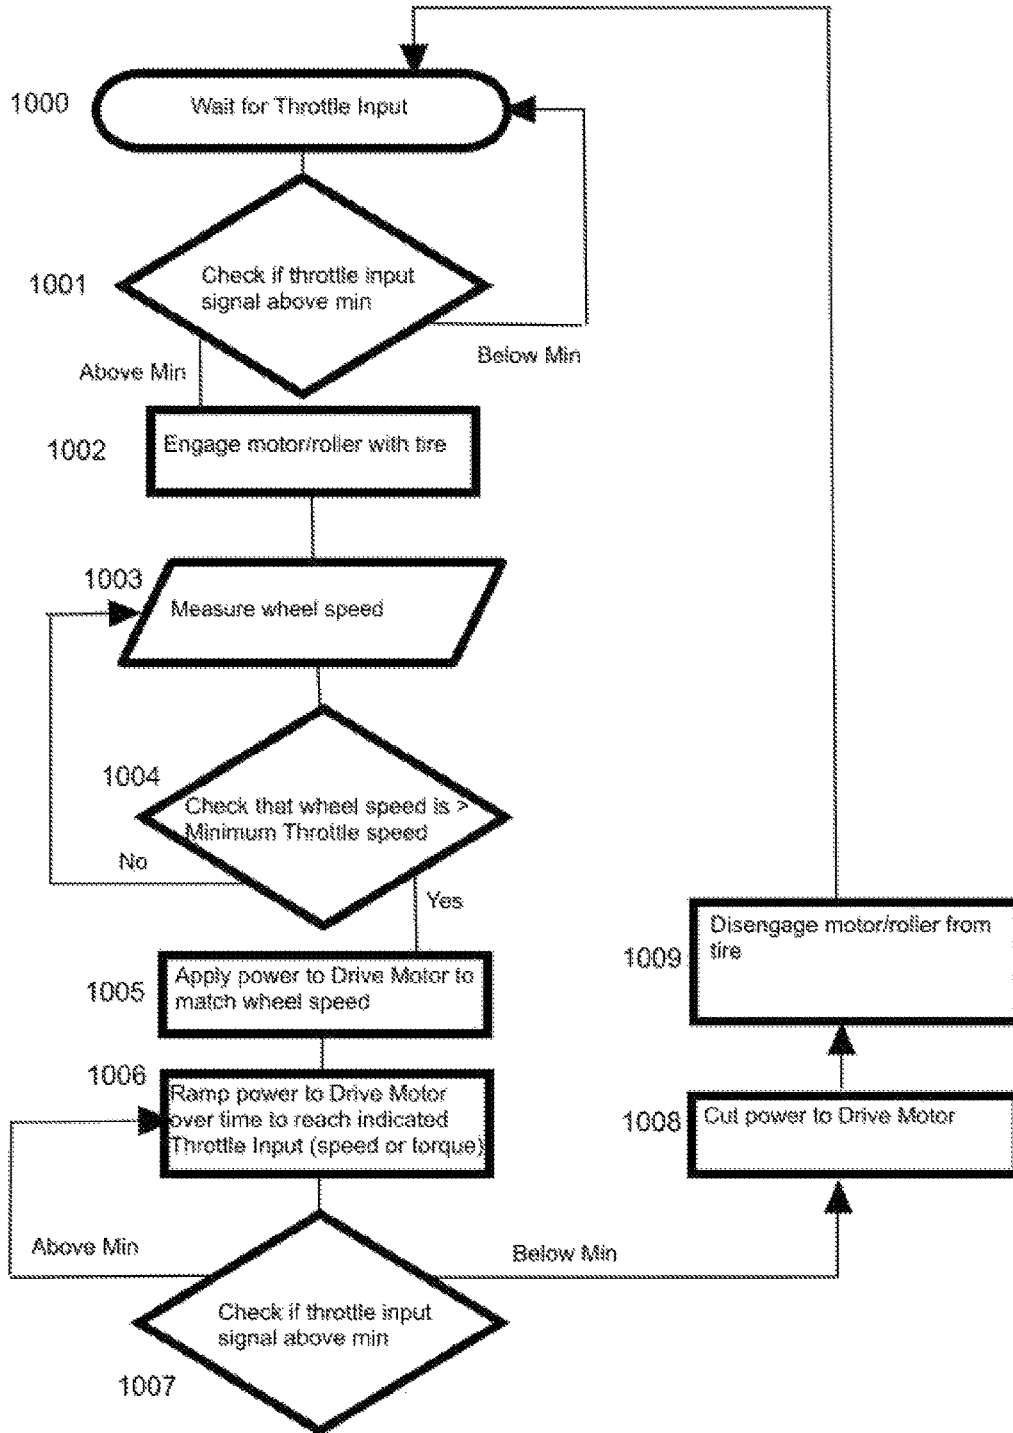 1000
Wait for Throttle Input
1001
Check if throttle input
signal above min
Above Min
Below Min
1002
Engage motor/roller with tire
1003
Measure wheel speed
1004
Check that wheel speed is >
Minimum Throttle speed
No
Yes
1005
Apply power to Drive Motor to
match wheel speed
1006
Ramp power to Drive Motor
over time to reach indicated
Throttle Input (speed or torque)
Above Min
Below Min
Check if throttle input
signal above min
1007
1008
Cut power to Drive Motor
1009
Disengage motor/roller from
tire